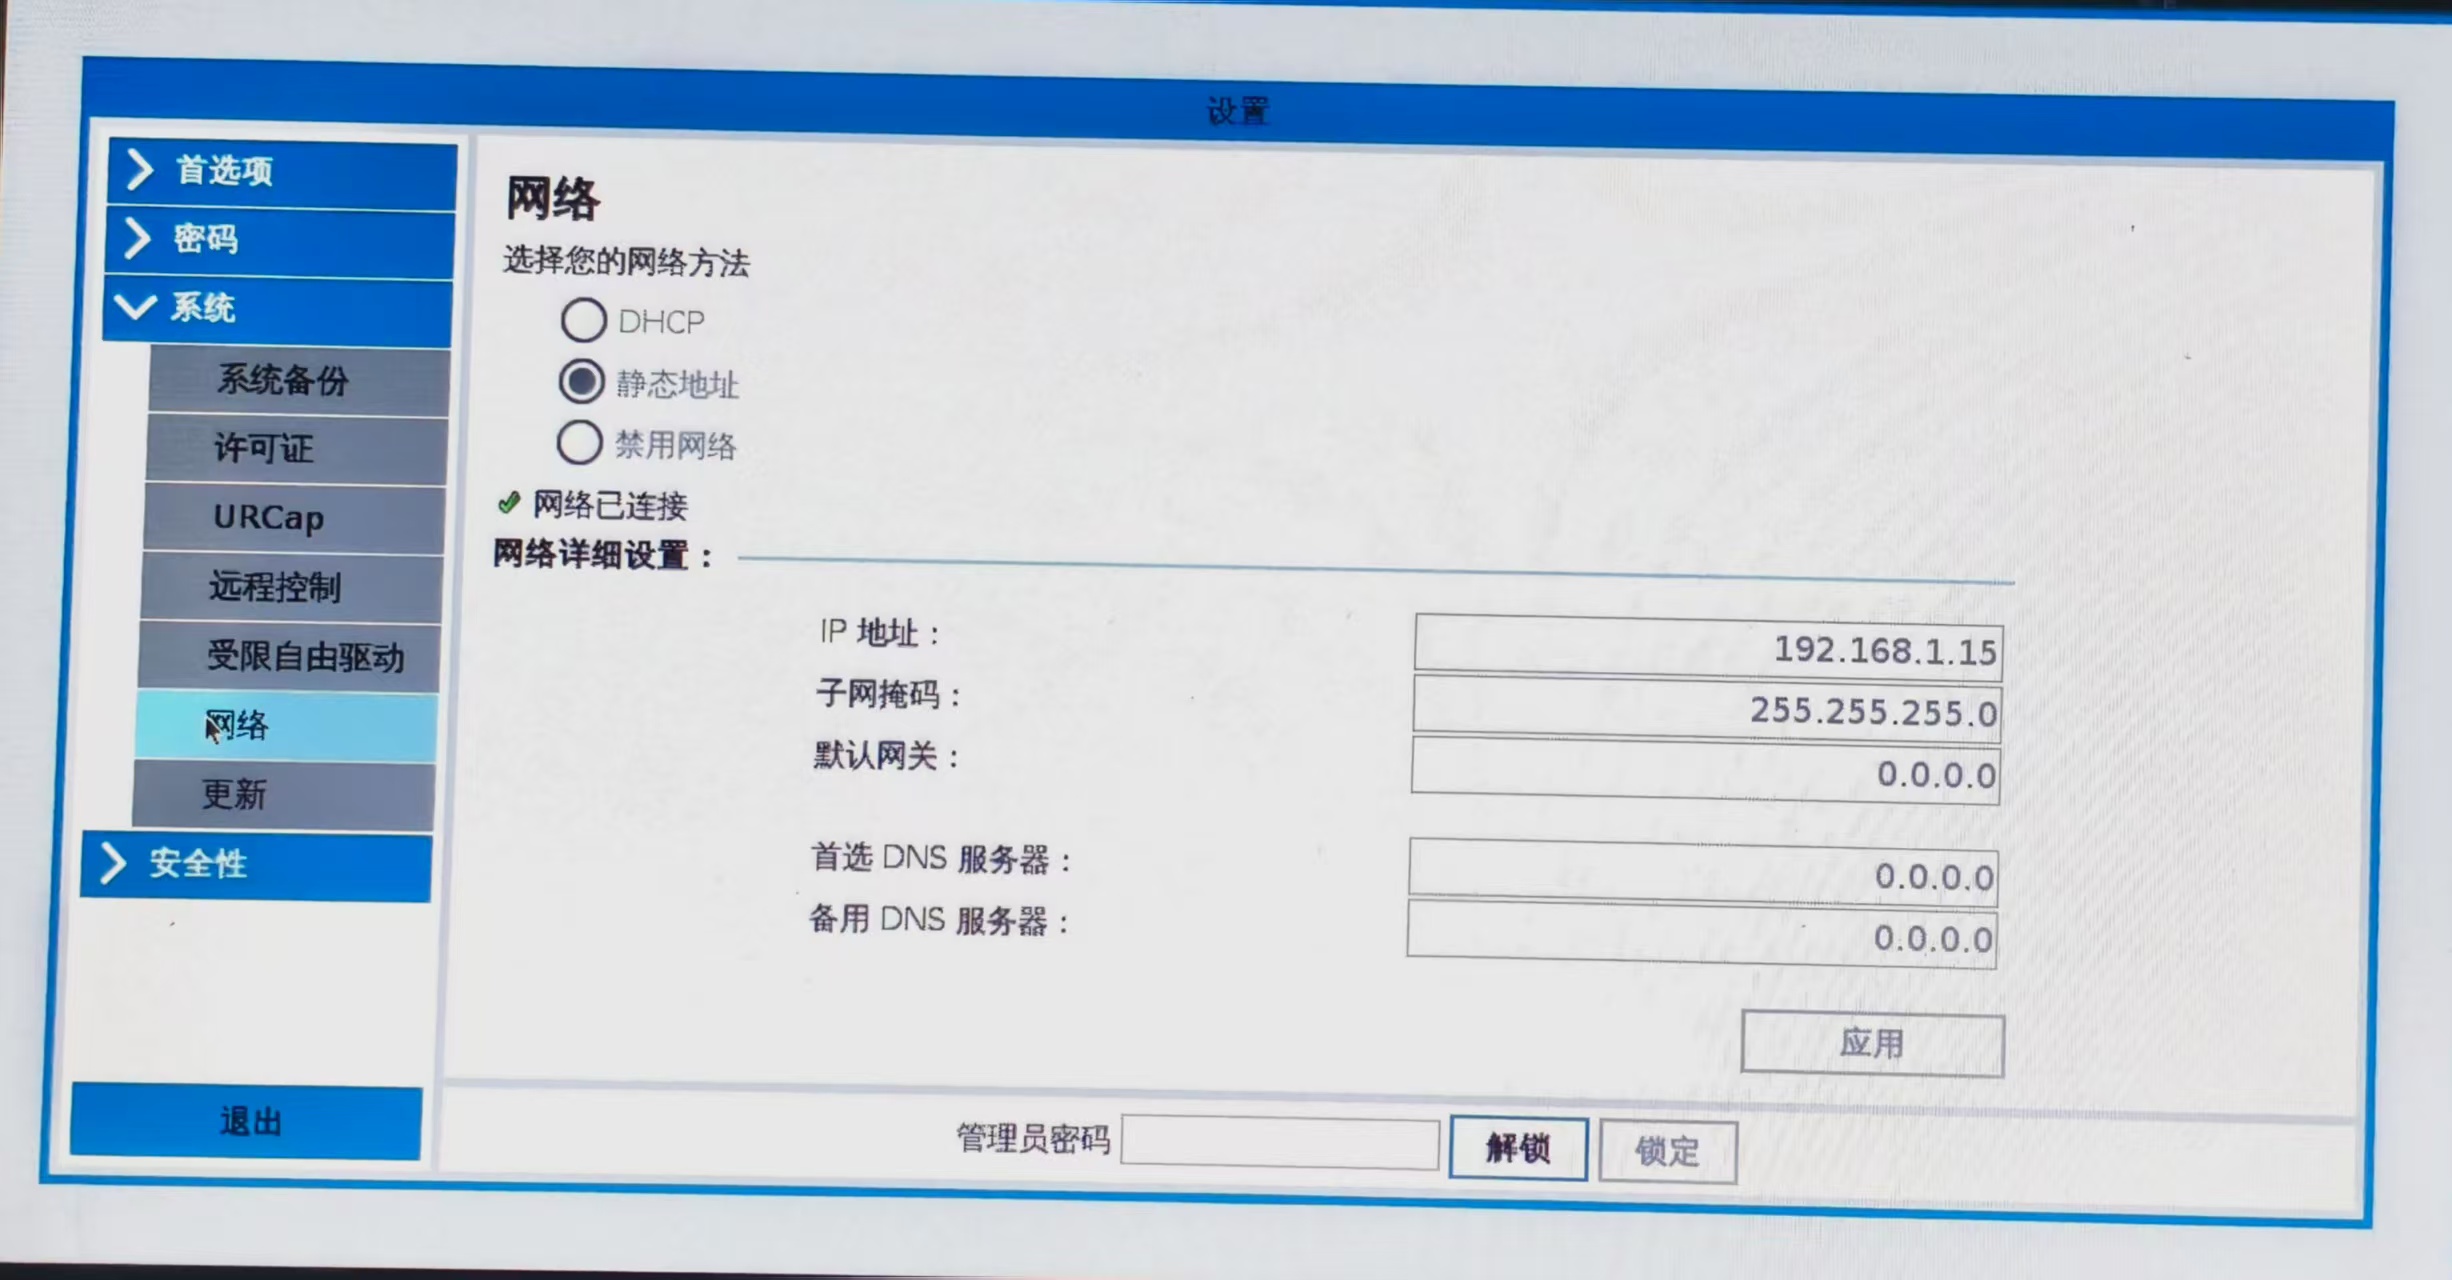 设置
首选项
密码
系统
系统备份
许可证
URCap
远程控制
受限自由驱动
网络
更新
安全性
退出
网络
选择您的网络方法
DHCP
静态地址
禁用网络
网络已连接
网络详细设置：
IP 地址： 192.168.1.15
子网掩码： 255.255.255.0
默认网关： 0.0.0.0
首选 DNS 服务器： 0.0.0.0
备用 DNS 服务器： 0.0.0.0
应用
管理员密码 解锁 锁定